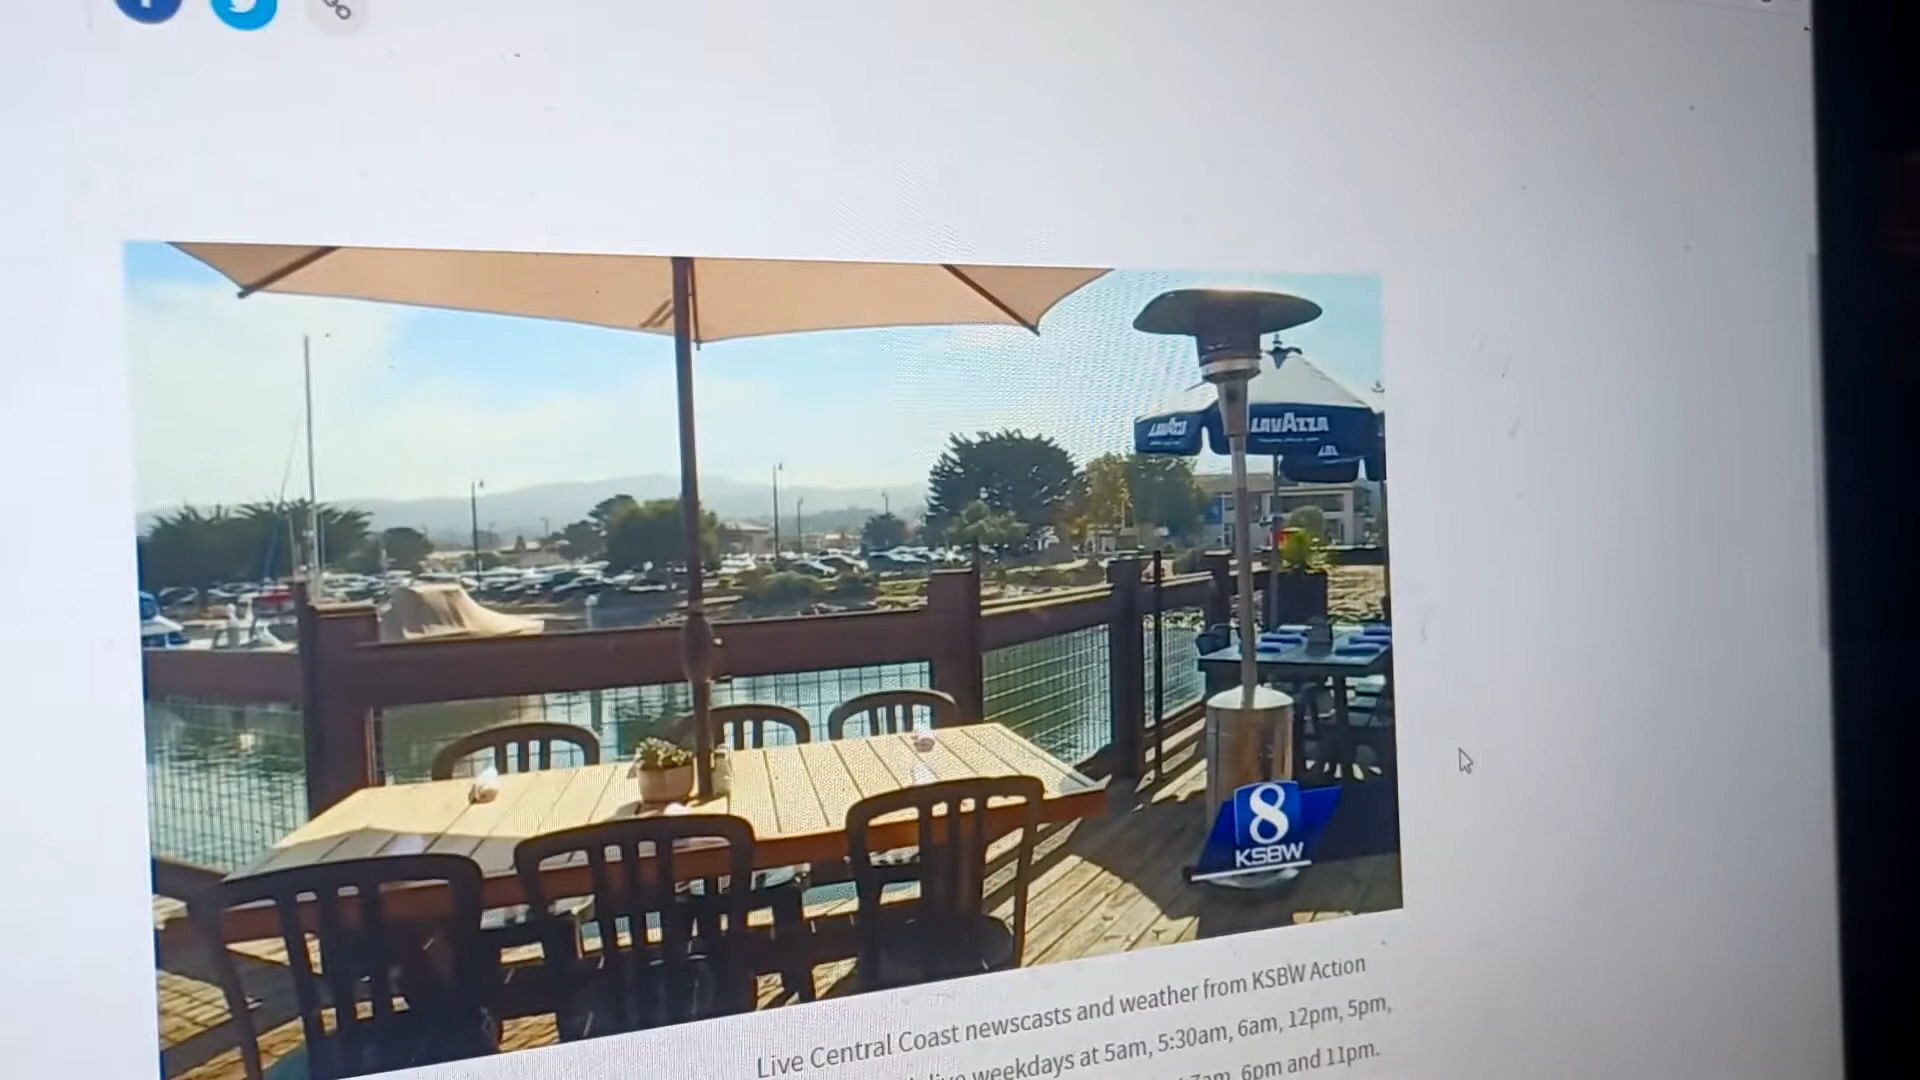 LAVAZZA
LAVAZZA
8
KSBW
Live Central Coast newscasts and weather from KSBW Action
live weekdays at 5am, 5:30am, 6am, 12pm, 5pm,
7am, 6pm and 11pm.